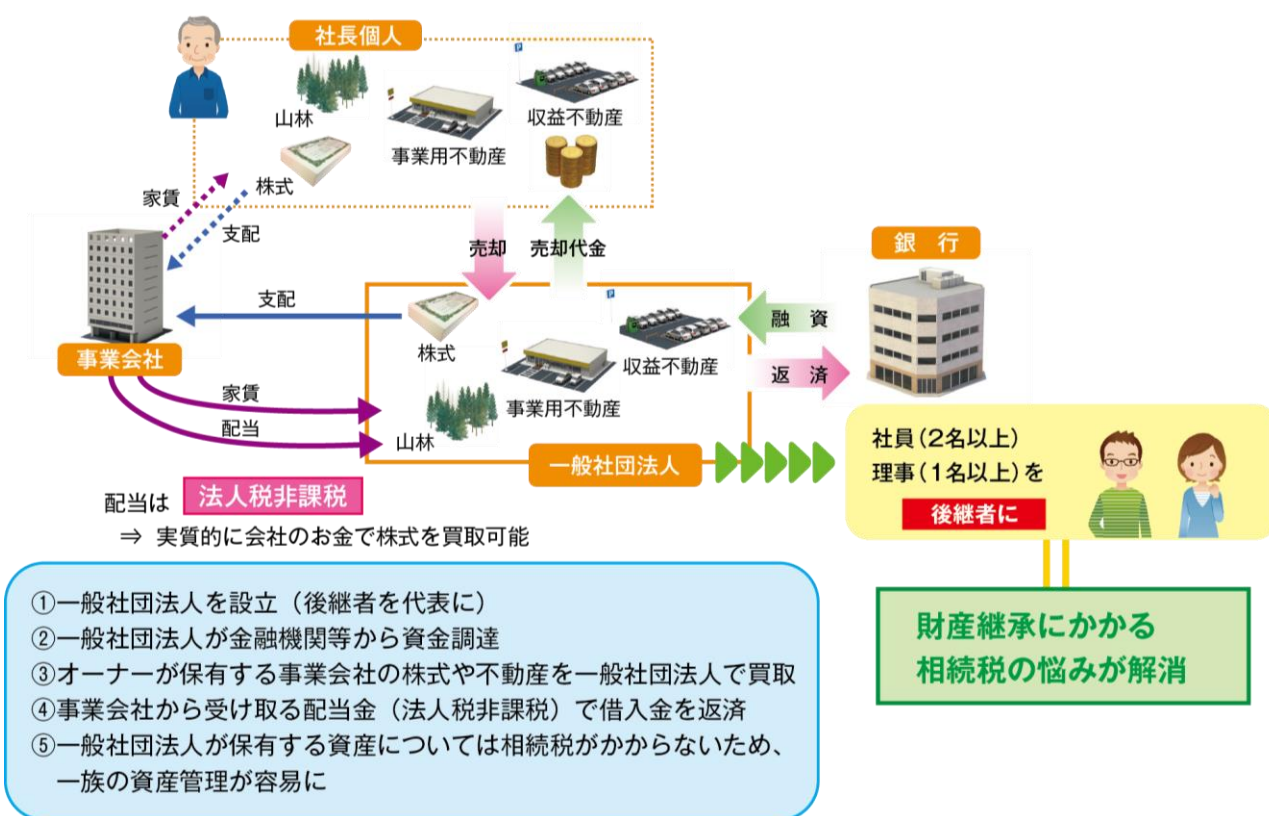 社長個人
山林
事業用不動産
収益不動産
株式
家賃
支配
売却
売却代金
銀 行
支配
融 資
返 済
事業会社
株式
収益不動産
事業用不動産
山林
家賃
配当
一般社団法人
社員(2名以上)
理事(1名以上)を
後継者に
配当は 法人税非課税
⇒ 実質的に会社のお金で株式を買取可能
①一般社団法人を設立(後継者を代表に)
②一般社団法人が金融機関等から資金調達
③オーナーが保有する事業会社の株式や不動産を一般社団法人で買取
④事業会社から受け取る配当金(法人税非課税)で借入金を返済
⑤一般社団法人が保有する資産については相続税がかからないため、
一族の資産管理が容易に
財産継承にかかる
相続税の悩みが解消